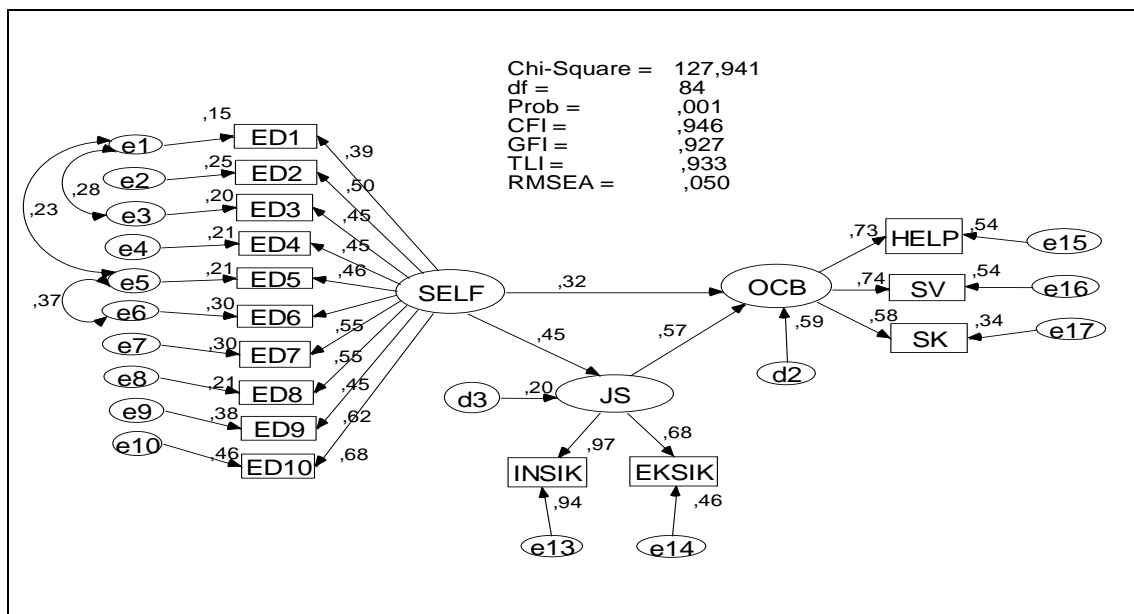 Chi-Square = 127,941
df = 84
Prob = ,001
CFI = ,946
GFI = ,927
TLI = ,933
RMSEA = ,050
,15
e1 ED1 ,39
e2 ,25 ED2 ,50
,28
,23
e3 ,20 ED3 ,45
e4 ,21 ED4 ,45
e5 ,21 ED5 ,46
,37
e6 ,30 ED6 ,55
e7 ,30 ED7 ,55
e8 ,21 ED8 ,45
e9 ,38 ED9 ,62
e10 ,46 ED10 ,68
SELF ,32 OCB
,45 ,57 ,59
d2
d3 ,20 JS
,97 ,68
INSIK EKSIK
,94 ,46
e13 e14
,73 HELP ,54 e15
,74 SV ,54 e16
,58 SK ,34 e17